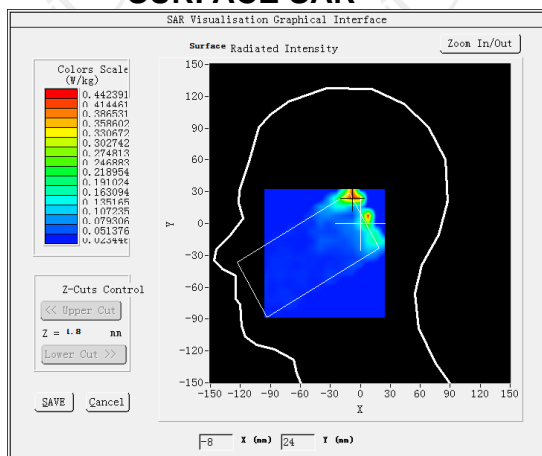 SURFACE SAR
SAR Visualisation Graphical Interface
Surface Radiated Intensity
Zoom In/Out
Colors Scale
(W/kg)
0.442391
0.414461
0.386531
0.358602
0.330672
0.302742
0.274813
0.246883
0.218954
0.191024
0.163094
0.135165
0.107235
0.079306
0.051376
0.023446
150
120
90
60
30
0
-30
-60
-90
-120
-150
Y
-150 -120 -90 -60 -30 0 30 60 90 120 150
X
Z-Cuts Control
<< Upper Cut
Z = 1.8 mm
Lower Cut >>
SAVE Cancel
-8 X (mm) 24 Y (mm)